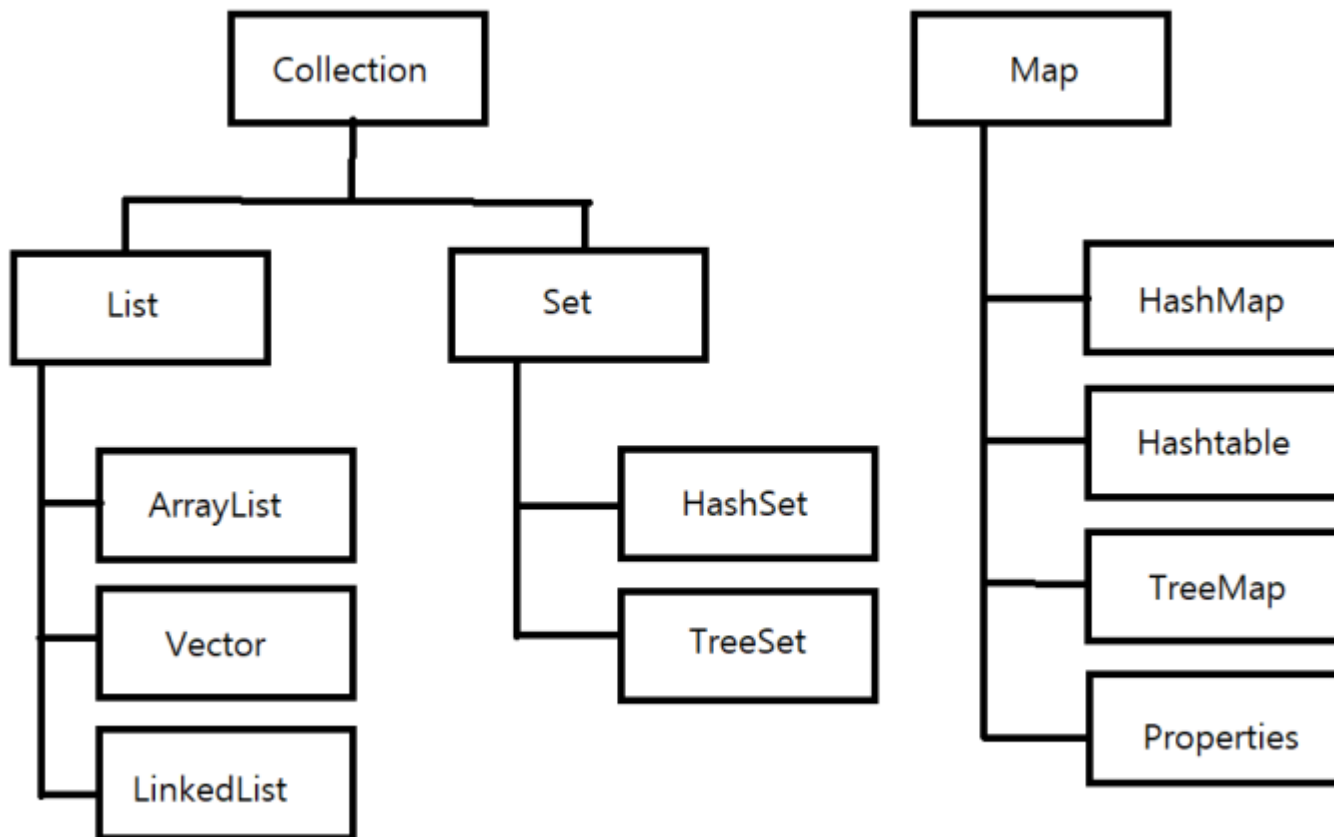 Collection
Map
List
Set
HashMap
Hashtable
ArrayList
HashSet
TreeMap
Vector
TreeSet
Properties
LinkedList